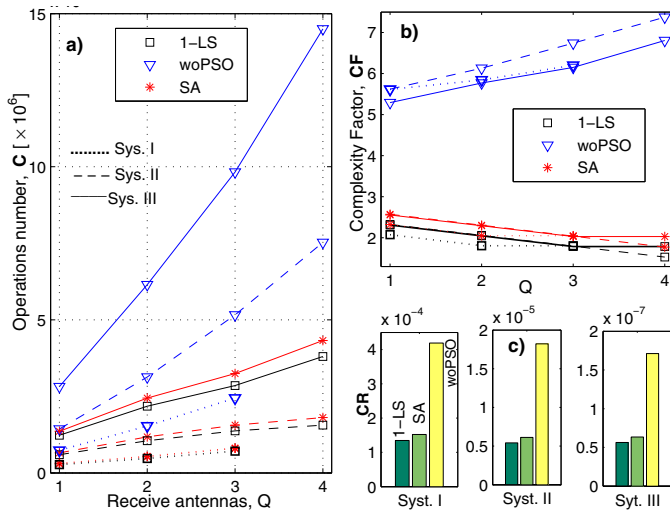 a)
1-LS
woPSO
SA
Sys. I
Sys. II
Sys. III
Operations number, C [ × 10^6]
15
10
5
0
1 2 3 4
Receive antennas, Q
b)
Complexity Factor, CF
7
6
5
4
3
2
1-LS
woPSO
SA
1 2 3 4
Q
c)
CR
x 10^-4
4
3
2
1
0
1-LS
SA
woPSO
Syst. I
x 10^-5
2
1.5
1
0.5
0
Syst. II
x 10^-7
2
1.5
1
0.5
0
Syt. III